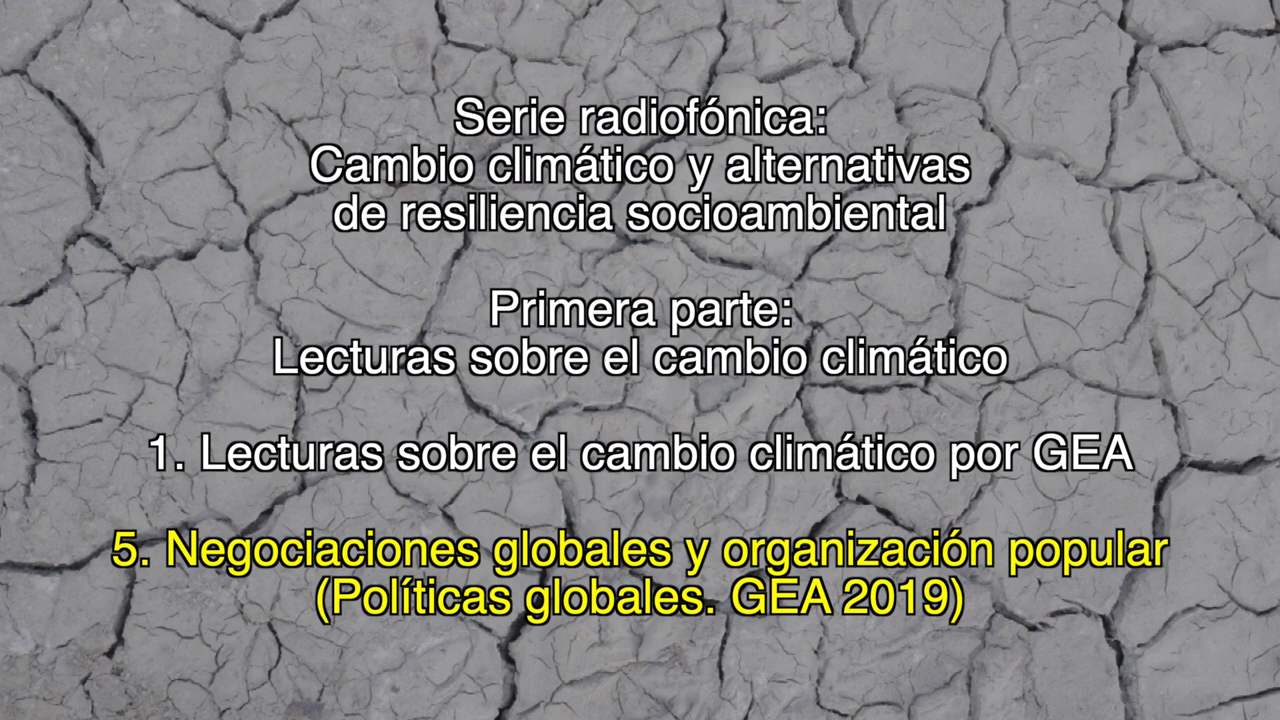 Serie radiofónica:
Cambio climático y alternativas
de resiliencia socioambiental
Primera parte:
Lecturas sobre el cambio climático
1. Lecturas sobre el cambio climático por GEA
5. Negociaciones globales y organización popular
(Políticas globales. GEA 2019)